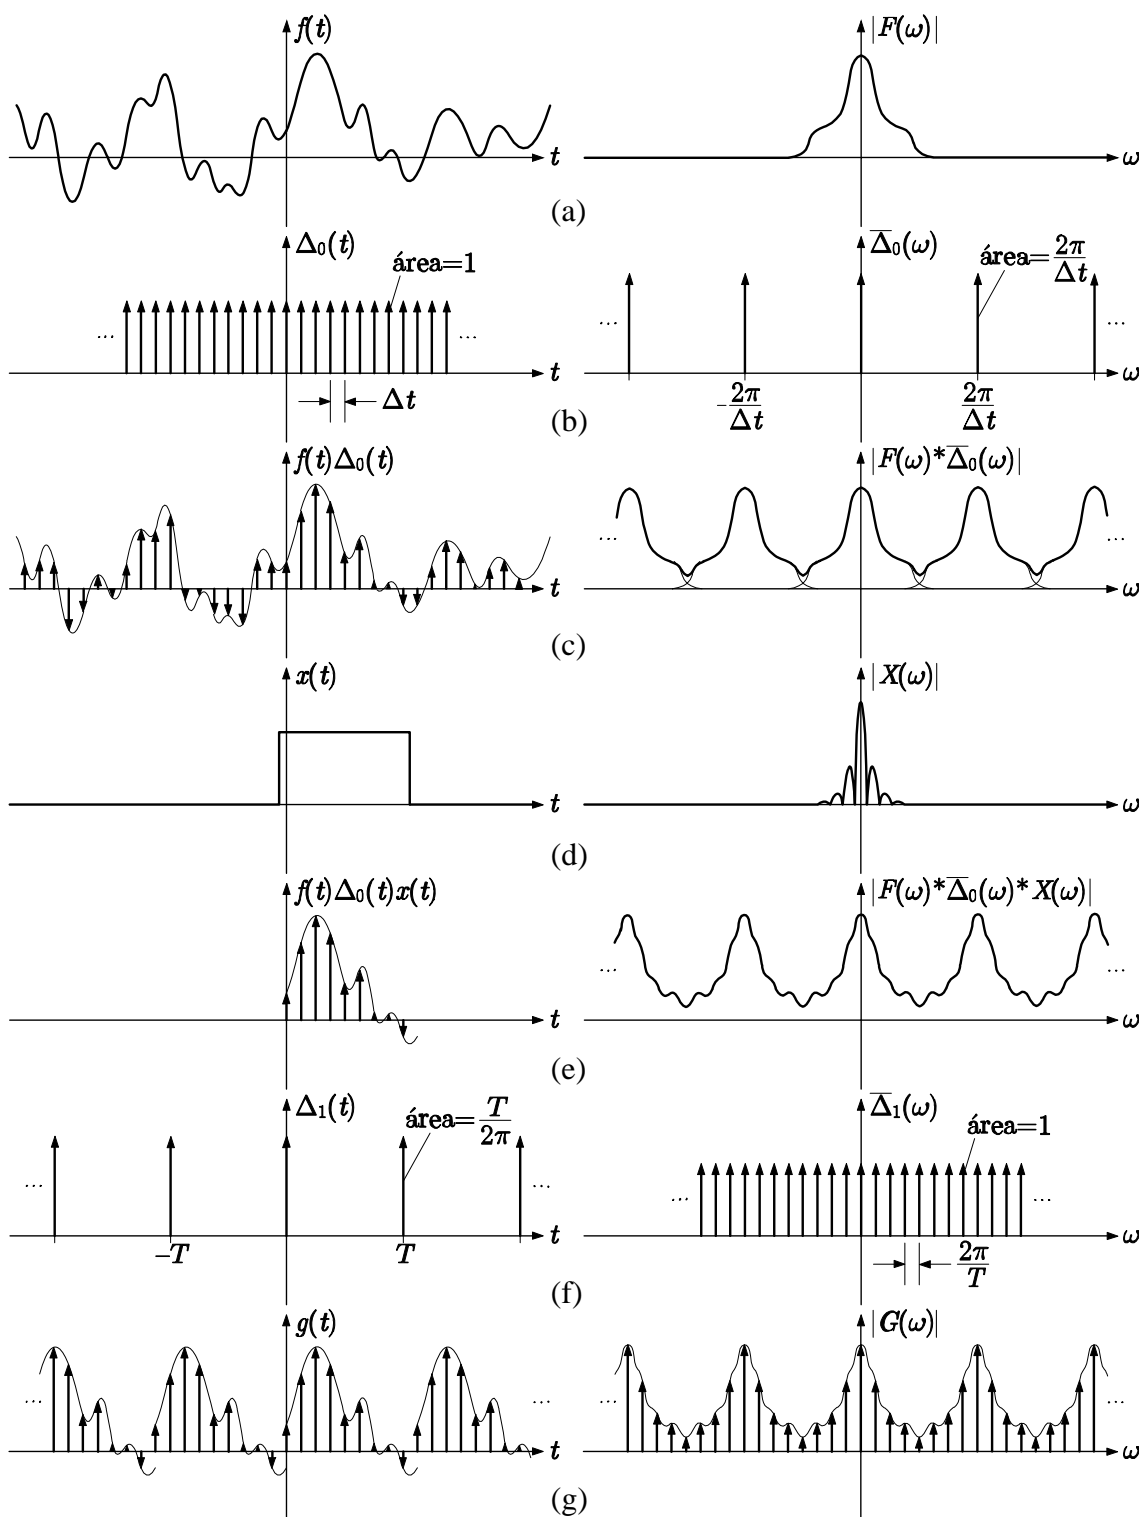 f(t)
|F(ω)|
t
ω
(a)
Δ₀(t)
Δ̅₀(ω)
área=1
área=2π/Δt
...
...
...
...
t
ω
Δt
-2π/Δt
2π/Δt
(b)
f(t)Δ₀(t)
|F(ω)*Δ̅₀(ω)|
...
...
t
ω
(c)
x(t)
|X(ω)|
t
ω
(d)
f(t)Δ₀(t)x(t)
|F(ω)*Δ̅₀(ω)*X(ω)|
...
...
t
ω
(e)
Δ₁(t)
área=T/2π
Δ̅₁(ω)
área=1
...
...
...
...
t
ω
-T
T
2π/T
(f)
g(t)
|G(ω)|
...
...
...
...
t
ω
(g)